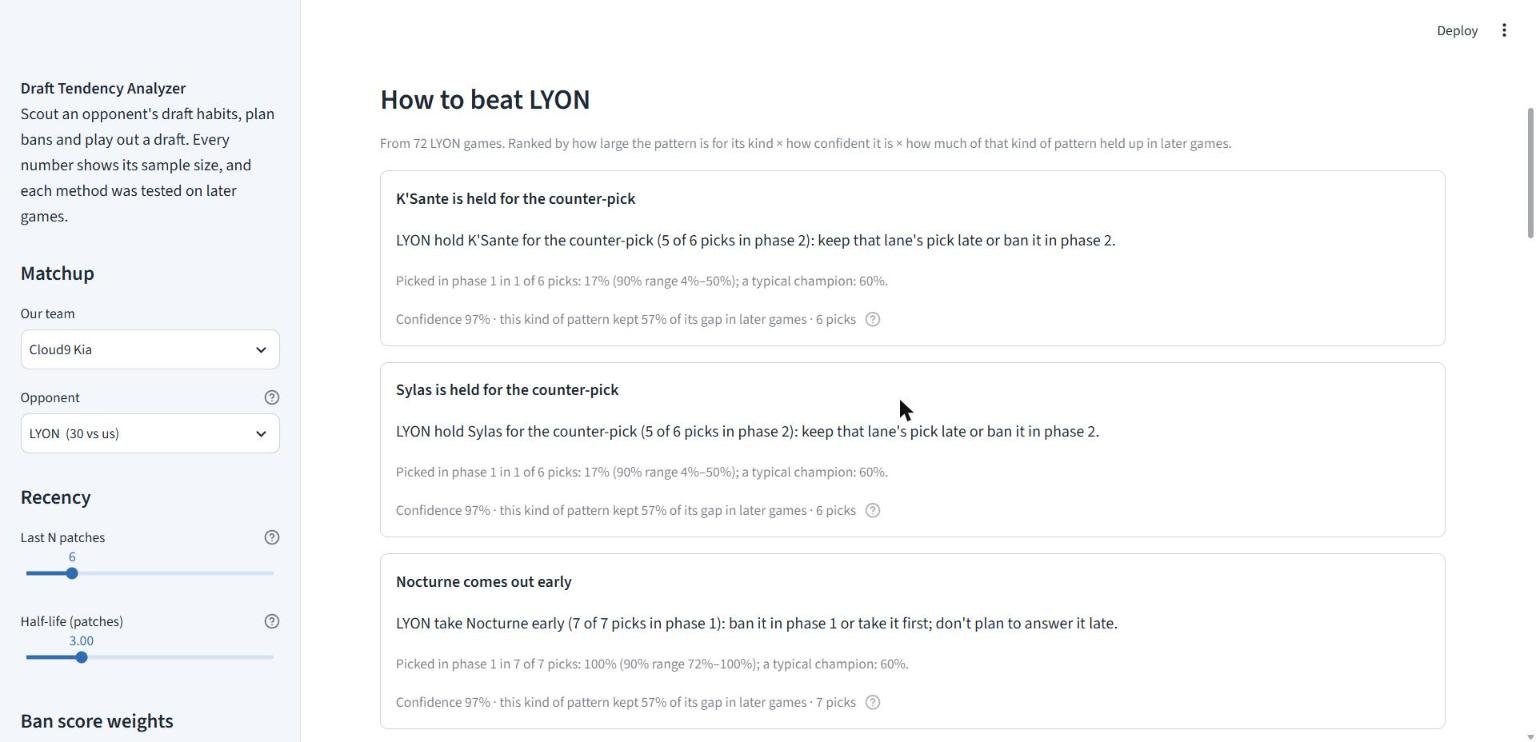 Deploy
Draft Tendency Analyzer
Scout an opponent's draft habits, plan
bans and play out a draft. Every
number shows its sample size, and
each method was tested on later
games.
Matchup
Our team
Cloud9 Kia
Opponent
LYON (30 vs us)
Recency
Last N patches
6
Half-life (patches)
3.00
Ban score weights
How to beat LYON
From 72 LYON games. Ranked by how large the pattern is for its kind × how confident it is × how much of that kind of pattern held up in later games.
K'Sante is held for the counter-pick
LYON hold K'Sante for the counter-pick (5 of 6 picks in phase 2): keep that lane's pick late or ban it in phase 2.
Picked in phase 1 in 1 of 6 picks: 17% (90% range 4%–50%); a typical champion: 60%.
Confidence 97% · this kind of pattern kept 57% of its gap in later games · 6 picks
Sylas is held for the counter-pick
LYON hold Sylas for the counter-pick (5 of 6 picks in phase 2): keep that lane's pick late or ban it in phase 2.
Picked in phase 1 in 1 of 6 picks: 17% (90% range 4%–50%); a typical champion: 60%.
Confidence 97% · this kind of pattern kept 57% of its gap in later games · 6 picks
Nocturne comes out early
LYON take Nocturne early (7 of 7 picks in phase 1): ban it in phase 1 or take it first; don't plan to answer it late.
Picked in phase 1 in 7 of 7 picks: 100% (90% range 72%–100%); a typical champion: 60%.
Confidence 97% · this kind of pattern kept 57% of its gap in later games · 7 picks